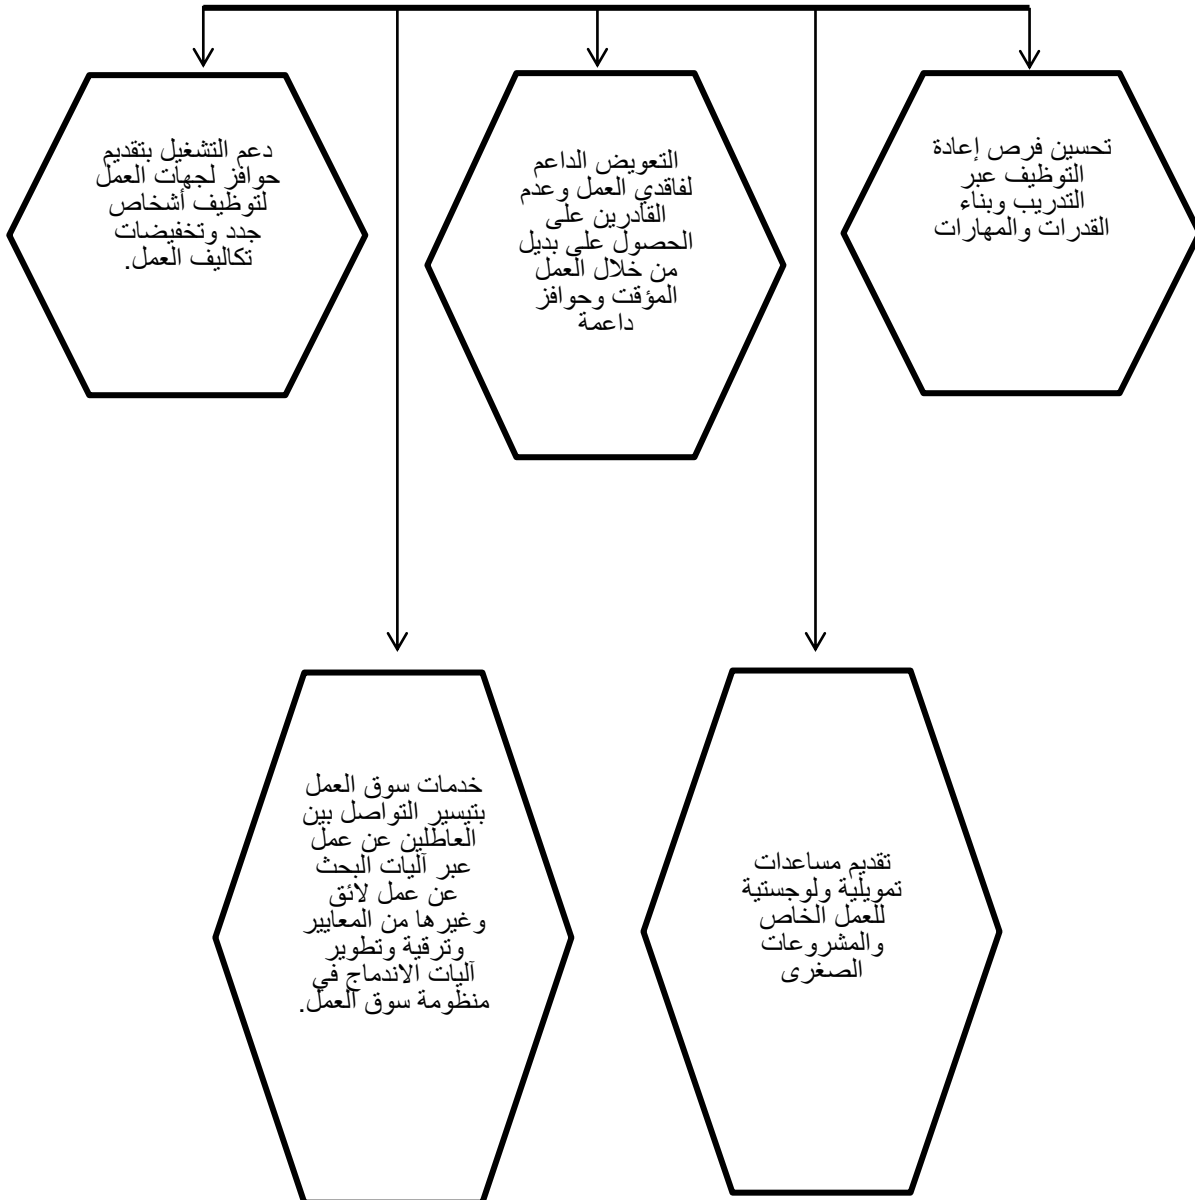 تحسين فرص إعادة
التوظيف عبر
التدريب وبناء
القدرات والمهارات
التعويض الداعم
لفاقدي العمل وعدم
القادرين على
الحصول على بديل
من خلال العمل
المؤقت وحوافز
داعمة
دعم التشغيل بتقديم
حوافز لجهات العمل
لتوظيف أشخاص
جدد وتخفيضات
تكاليف العمل.
تقديم مساعدات
تمويلية ولوجستية
للعمل الخاص
والمشروعات
الصغرى
خدمات سوق العمل
بتيسير التواصل بين
العاطلين عن عمل
عبر آليات البحث
عن عمل لائق
وغيرها من المعايير
وترقية وتطوير
آليات الاندماج في
منظومة سوق العمل.